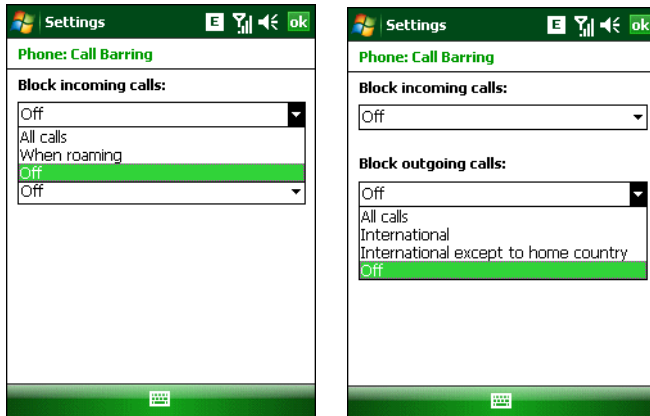 Settings E ok
Phone: Call Barring
Block incoming calls:
Off
All calls
When roaming
Off
Off
Settings E ok
Phone: Call Barring
Block incoming calls:
Off
Block outgoing calls:
Off
All calls
International
International except to home country
Off